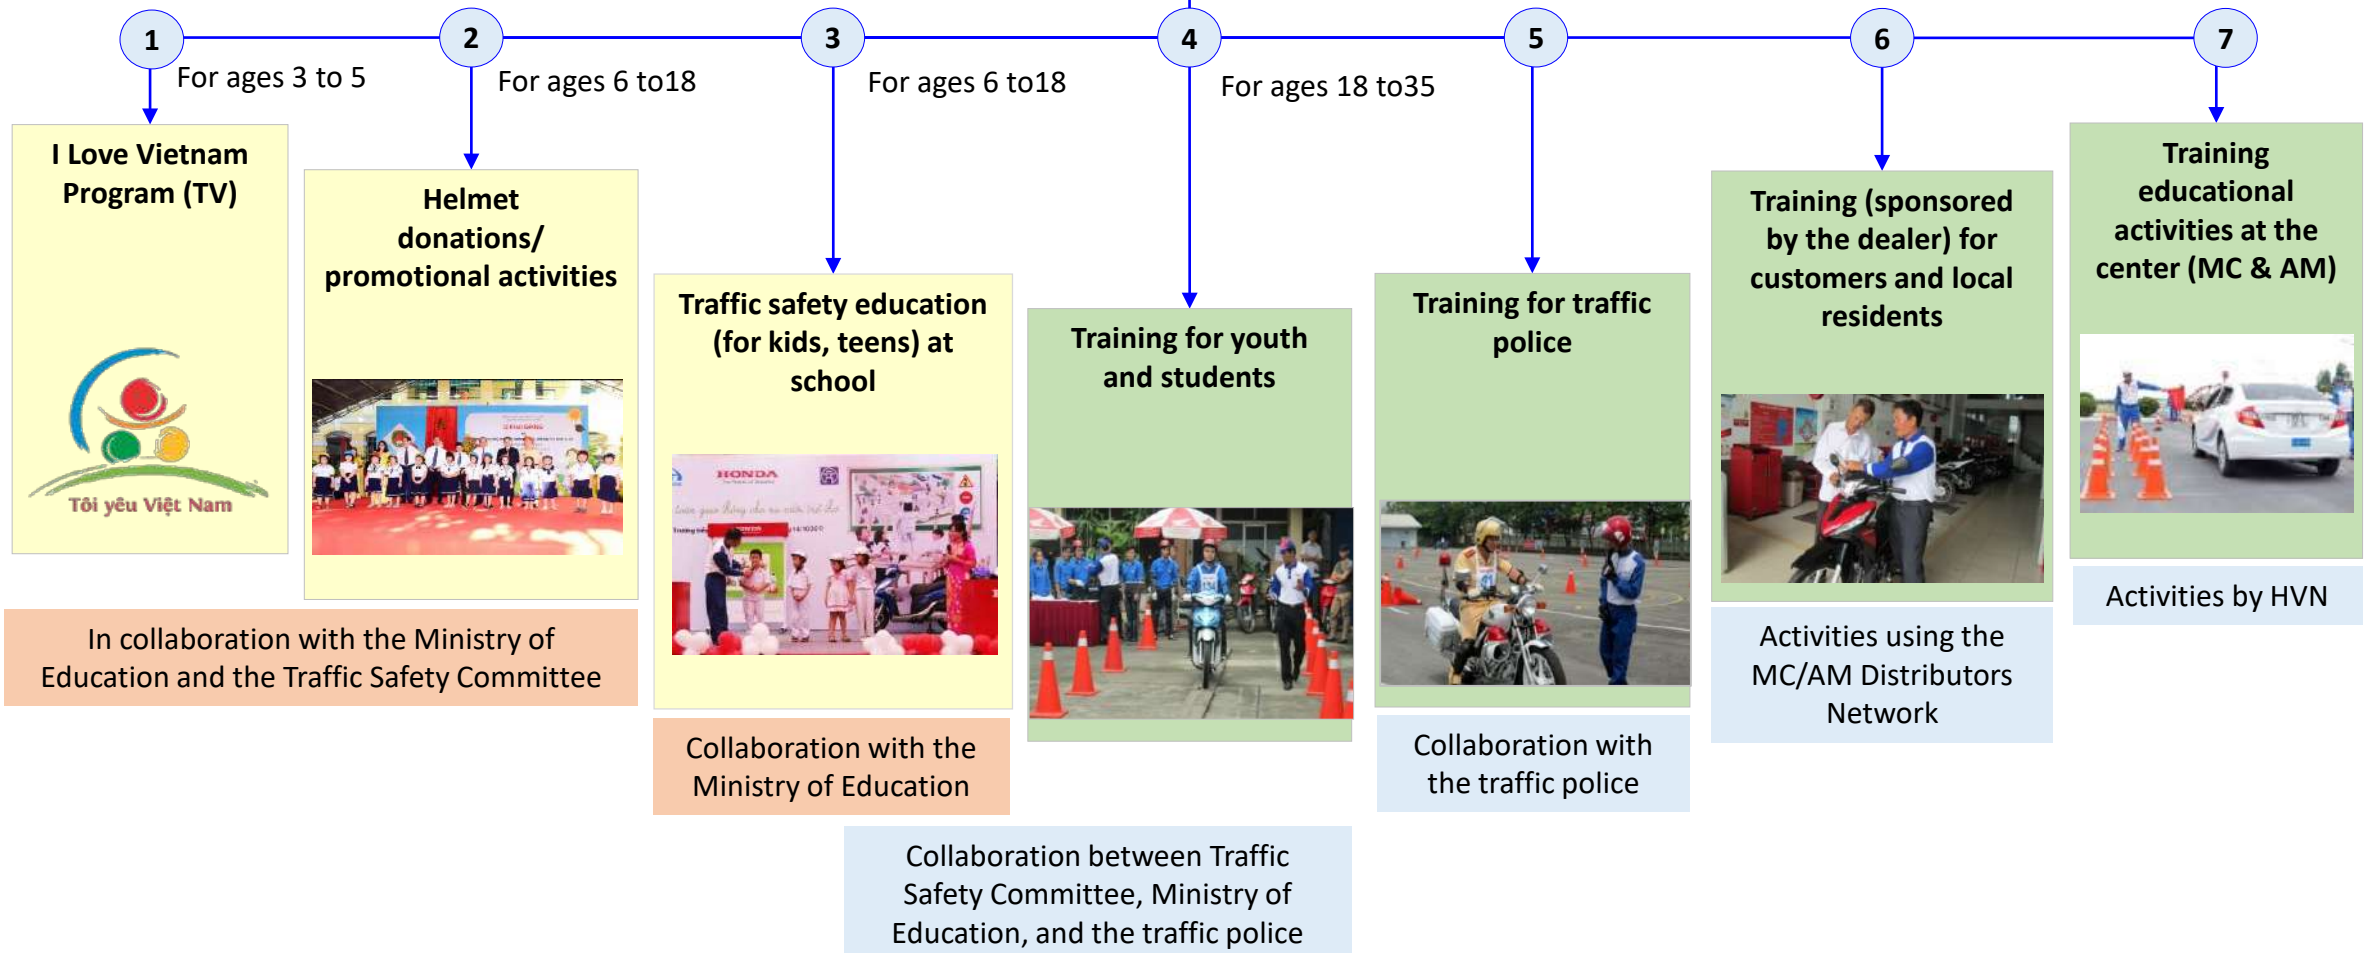 1
2
3
4
5
6
7
For ages 3 to 5
For ages 6 to18
For ages 6 to18
For ages 18 to35
I Love Vietnam
Program (TV)
Tôi yêu Việt Nam
Helmet
donations/
promotional activities
In collaboration with the Ministry of
Education and the Traffic Safety Committee
Traffic safety education
(for kids, teens) at
school
HONDA
Collaboration with the
Ministry of Education
Training for youth
and students
Collaboration between Traffic
Safety Committee, Ministry of
Education, and the traffic police
Training for traffic
police
Collaboration with
the traffic police
Training (sponsored
by the dealer) for
customers and local
residents
Activities using the
MC/AM Distributors
Network
Training
educational
activities at the
center (MC & AM)
Activities by HVN